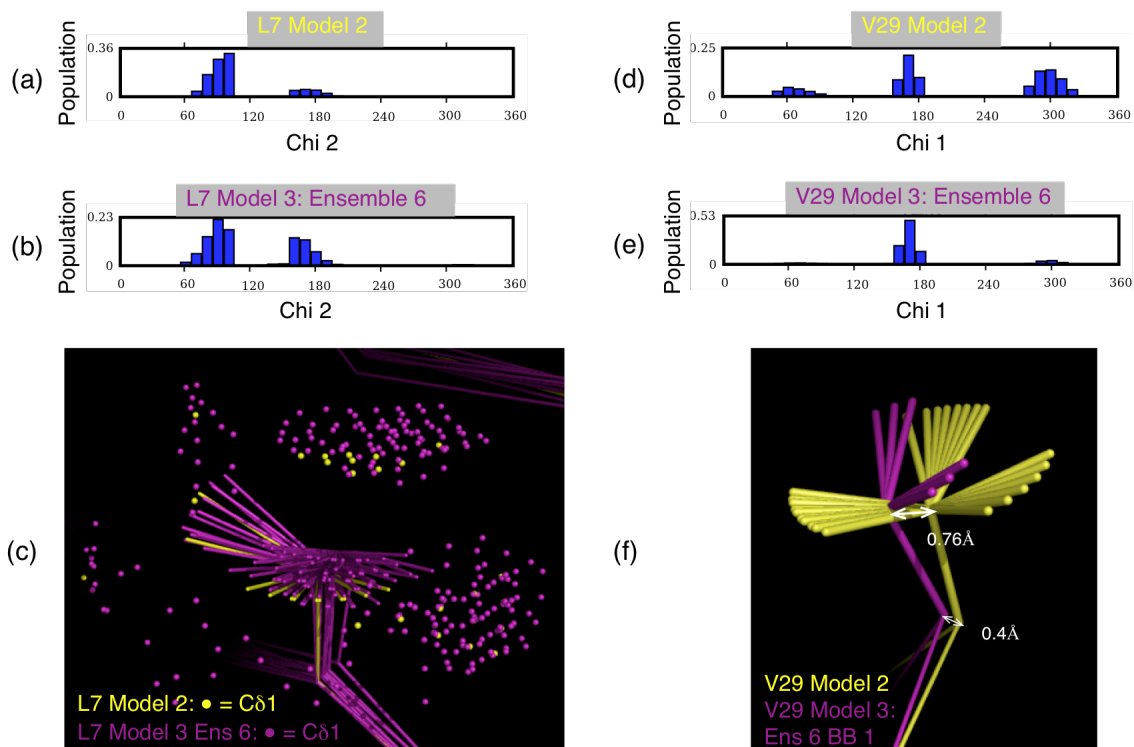 L7 Model 2
(a)
Population
0.36
0
0 60 120 180 240 300 360
Chi 2
L7 Model 3: Ensemble 6
(b)
Population
0.23
0
0 60 120 180 240 300 360
Chi 2
(c)
L7 Model 2: ● = Cδ1
L7 Model 3 Ens 6: ● = Cδ1
V29 Model 2
(d)
Population
0.25
0
0 60 120 180 240 300 360
Chi 1
V29 Model 3: Ensemble 6
(e)
Population
0.53
0
0 60 120 180 240 300 360
Chi 1
(f)
0.76Å
0.4Å
V29 Model 2
V29 Model 3:
Ens 6 BB 1